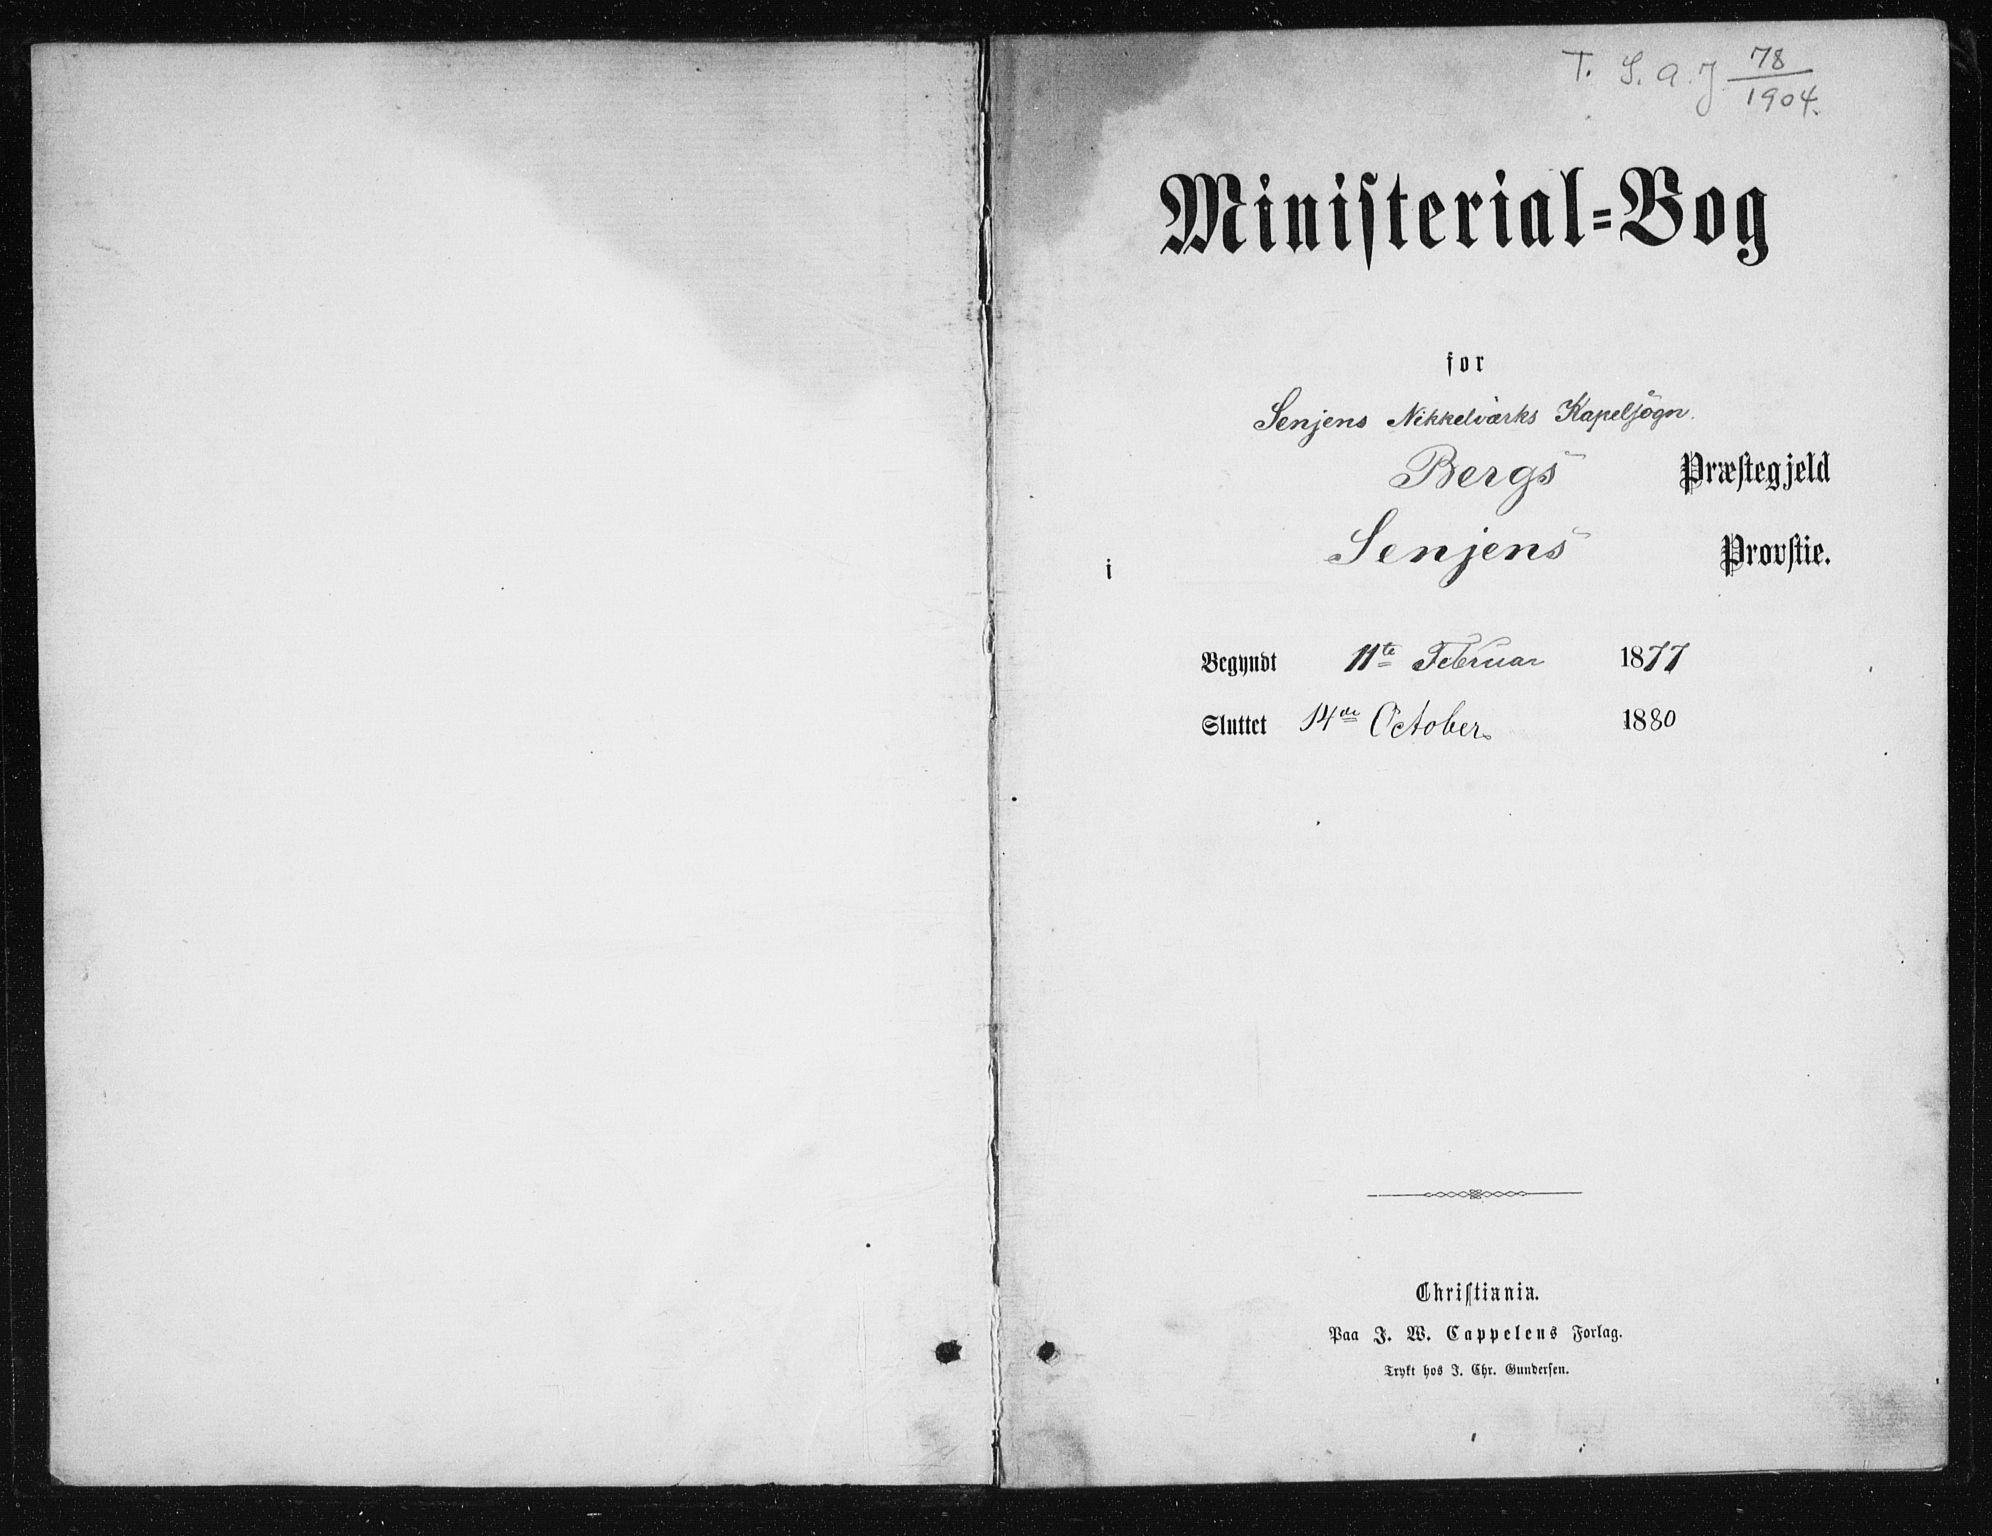 T. S. a. J 78/1904.
Ministerial=Bog
for
Senjens Nikkelværks Kapelsogn.
Bergs Præstegjeld
i Senjens Provstie.
Begyndt 11te Februar 1877
Sluttet 14de October. 1880
Christiania.
Paa J. W. Cappelens Forlag.
Trykt hos J. Chr. Gundersen.